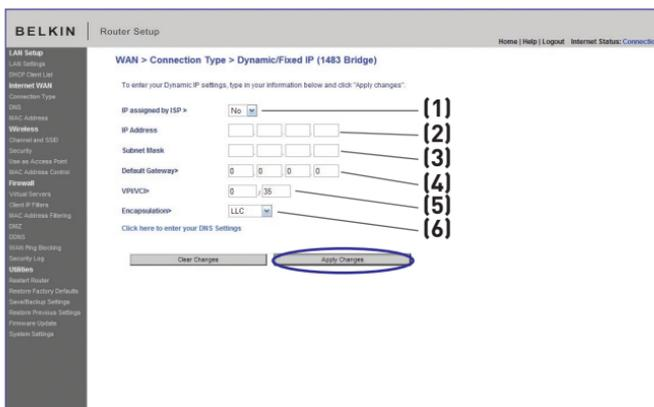 BELKIN
Router Setup
Home | Help | Logout Internet Status: Connectio
LAN Setup
LAN Settings
DHCP Client List
Internet WAN
Connection Type
DNS
MAC Address
Wireless
Channel and SSID
Security
Use as Access Point
MAC Address Control
Firewall
Virtual Servers
Client IP Filters
MAC Address Filtering
DMZ
DDNS
WAN Ping Blocking
Security Log
Utilities
Restart Router
Restore Factory Defaults
Save/Backup Settings
Restore Previous Settings
Firmware Update
System Settings
WAN > Connection Type > Dynamic/Fixed IP (1483 Bridge)
To enter your Dynamic IP settings, type in your information below and click "Apply changes".
IP assigned by ISP > No (1)
IP Address (2)
Subnet Mask (3)
Default Gateway> 0 . 0 . 0 . 0 (4)
VPI/VCI> 0 / 35 (5)
Encapsulation> LLC (6)
Click here to enter your DNS Settings
Clear Changes Apply Changes